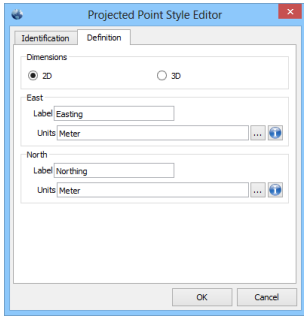 Projected Point Style Editor
Identification Definition
Dimensions
2D 3D
East
Label Easting
Units Meter ...
North
Label Northing
Units Meter ...
OK Cancel